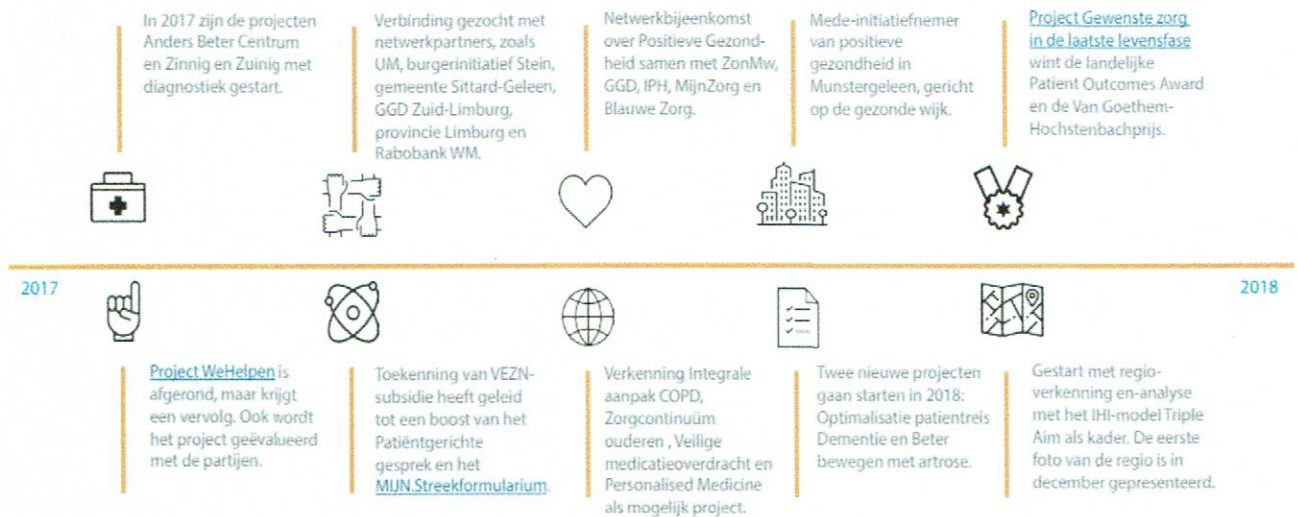 In 2017 zijn de projecten
Anders Beter Centrum
en Zinnig en Zuinig met
diagnostiek gestart.
Verbinding gezocht met
netwerkpartners, zoals
UM, burgerinitiatief Stein,
gemeente Sittard-Geleen,
GGD Zuid-Limburg,
provincie Limburg en
Rabobank WM.
Netwerkbijeenkomst
over Positieve Gezond-
heid samen met ZonMw,
GGD, IPH, MijnZorg en
Blauwe Zorg.
Mede-initiatiefnemer
van positieve
gezondheid in
Munstergeleen, gericht
op de gezonde wijk.
Project Gewenste zorg
in de laatste levensfase
wint de landelijke
Patient Outcomes Award
en de Van Goethem-
Hochstenbachprijs.
2017
2018
Project WeHelpen is
afgerond, maar krijgt
een vervolg. Ook wordt
het project geëvalueerd
met de partijen.
Toekenning van VEZN-
subsidie heeft geleid
tot een boost van het
Patiëntgerichte
gesprek en het
MIJN.Streekformularium.
Verkenning Integrale
aanpak COPD,
Zorgcontinuüm
ouderen , Veilige
medicatieoverdracht en
Personalised Medicine
als mogelijk project.
Twee nieuwe projecten
gaan starten in 2018:
Optimalisatie patientreis
Dementie en Beter
bewegen met artrose.
Gestart met regio-
verkenning en-analyse
met het IHI-model Triple
Aim als kader. De eerste
foto van de regio is in
december gepresenteerd.